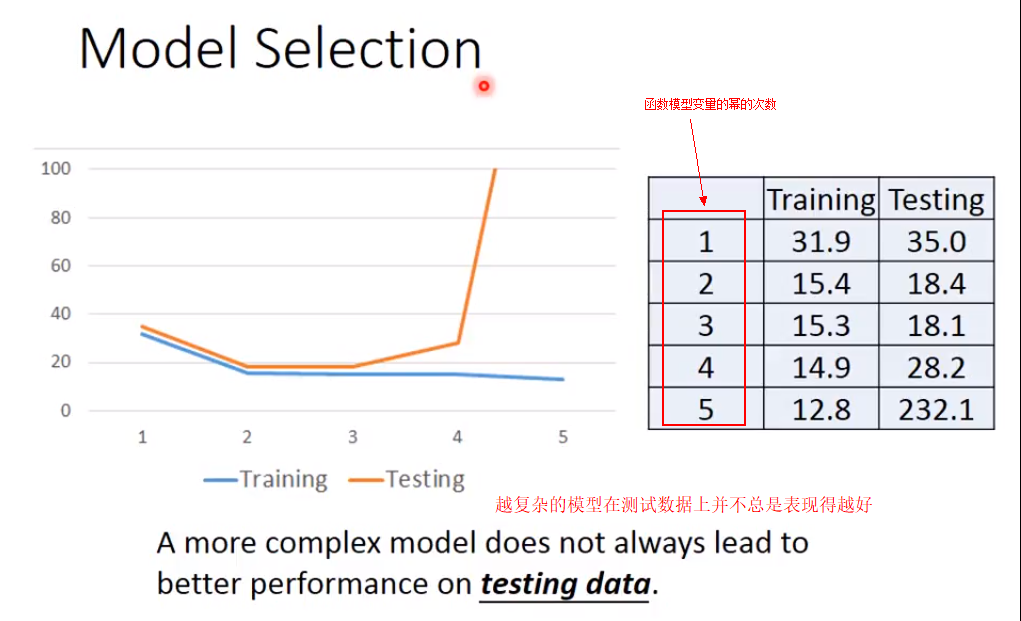 Model Selection
函数模型变量的幂的次数
100
80
60
40
20
0
1 2 3 4 5
Training Testing
Training Testing
1 31.9 35.0
2 15.4 18.4
3 15.3 18.1
4 14.9 28.2
5 12.8 232.1
越复杂的模型在测试数据上并不总是表现得越好
A more complex model does not always lead to
better performance on testing data.